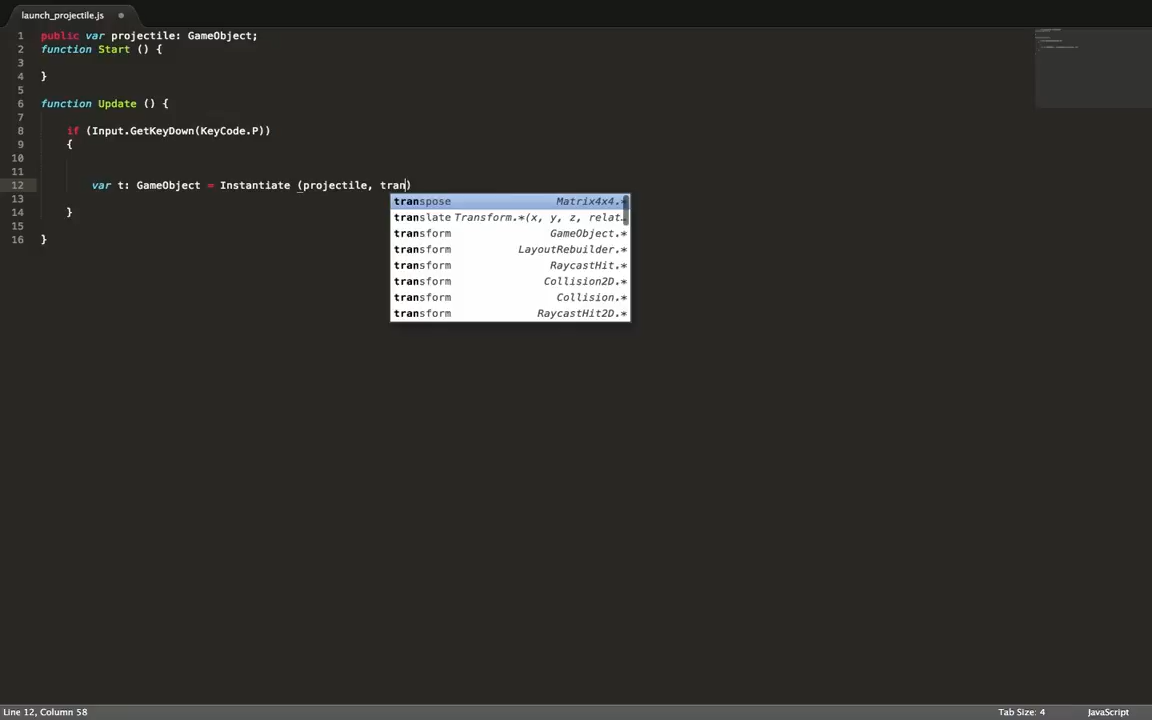 launch_projectile.js
1 public var projectile: GameObject;
2 function Start () {
3
4 }
5
6 function Update () {
7
8 if (Input.GetKeyDown(KeyCode.P))
9 {
10
11
12 var t: GameObject = Instantiate (projectile, tran)
transpose Matrix4x4.*
13 translate Transform.*(x, y, z, relat…
14 }
transform GameObject.*
15
16 }
transform LayoutRebuilder.*
transform RaycastHit.*
transform Collision2D.*
transform Collision.*
transform RaycastHit2D.*
Line 12, Column 58 Tab Size: 4 JavaScript